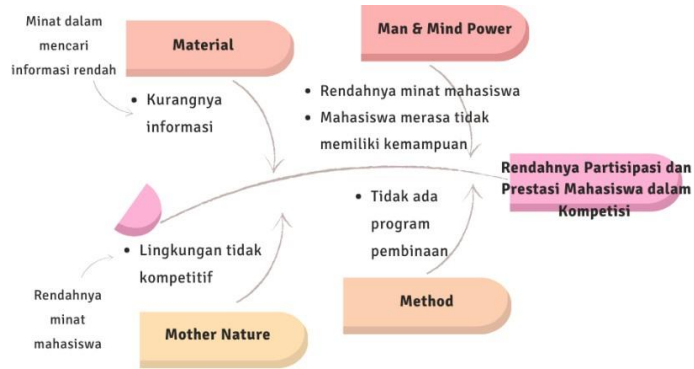 Minat dalam
mencari
informasi rendah
Material
• Kurangnya
informasi
Man & Mind Power
• Rendahnya minat mahasiswa
• Mahasiswa merasa tidak
memiliki kemampuan
Rendahnya Partisipasi dan
Prestasi Mahasiswa dalam
Kompetisi
• Lingkungan tidak
kompetitif
Rendahnya
minat
mahasiswa
Mother Nature
• Tidak ada
program
pembinaan
Method